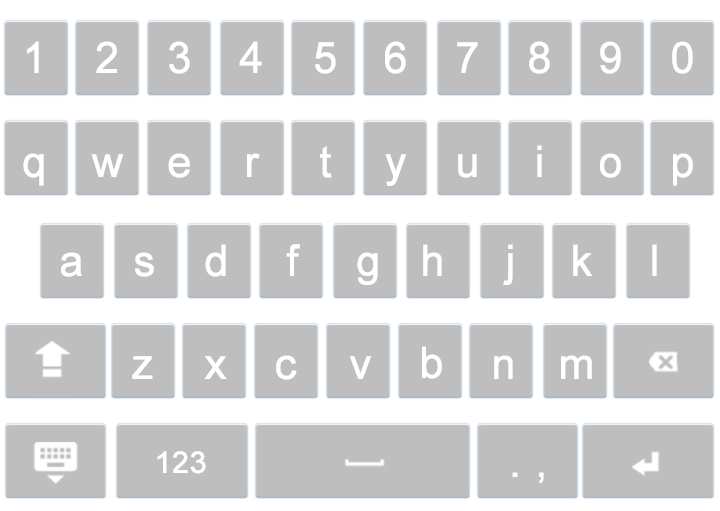 1 2 3 4 5 6 7 8 9 0
q w e r t y u i o p
a s d f g h j k l
z x c v b n m
123 . ,